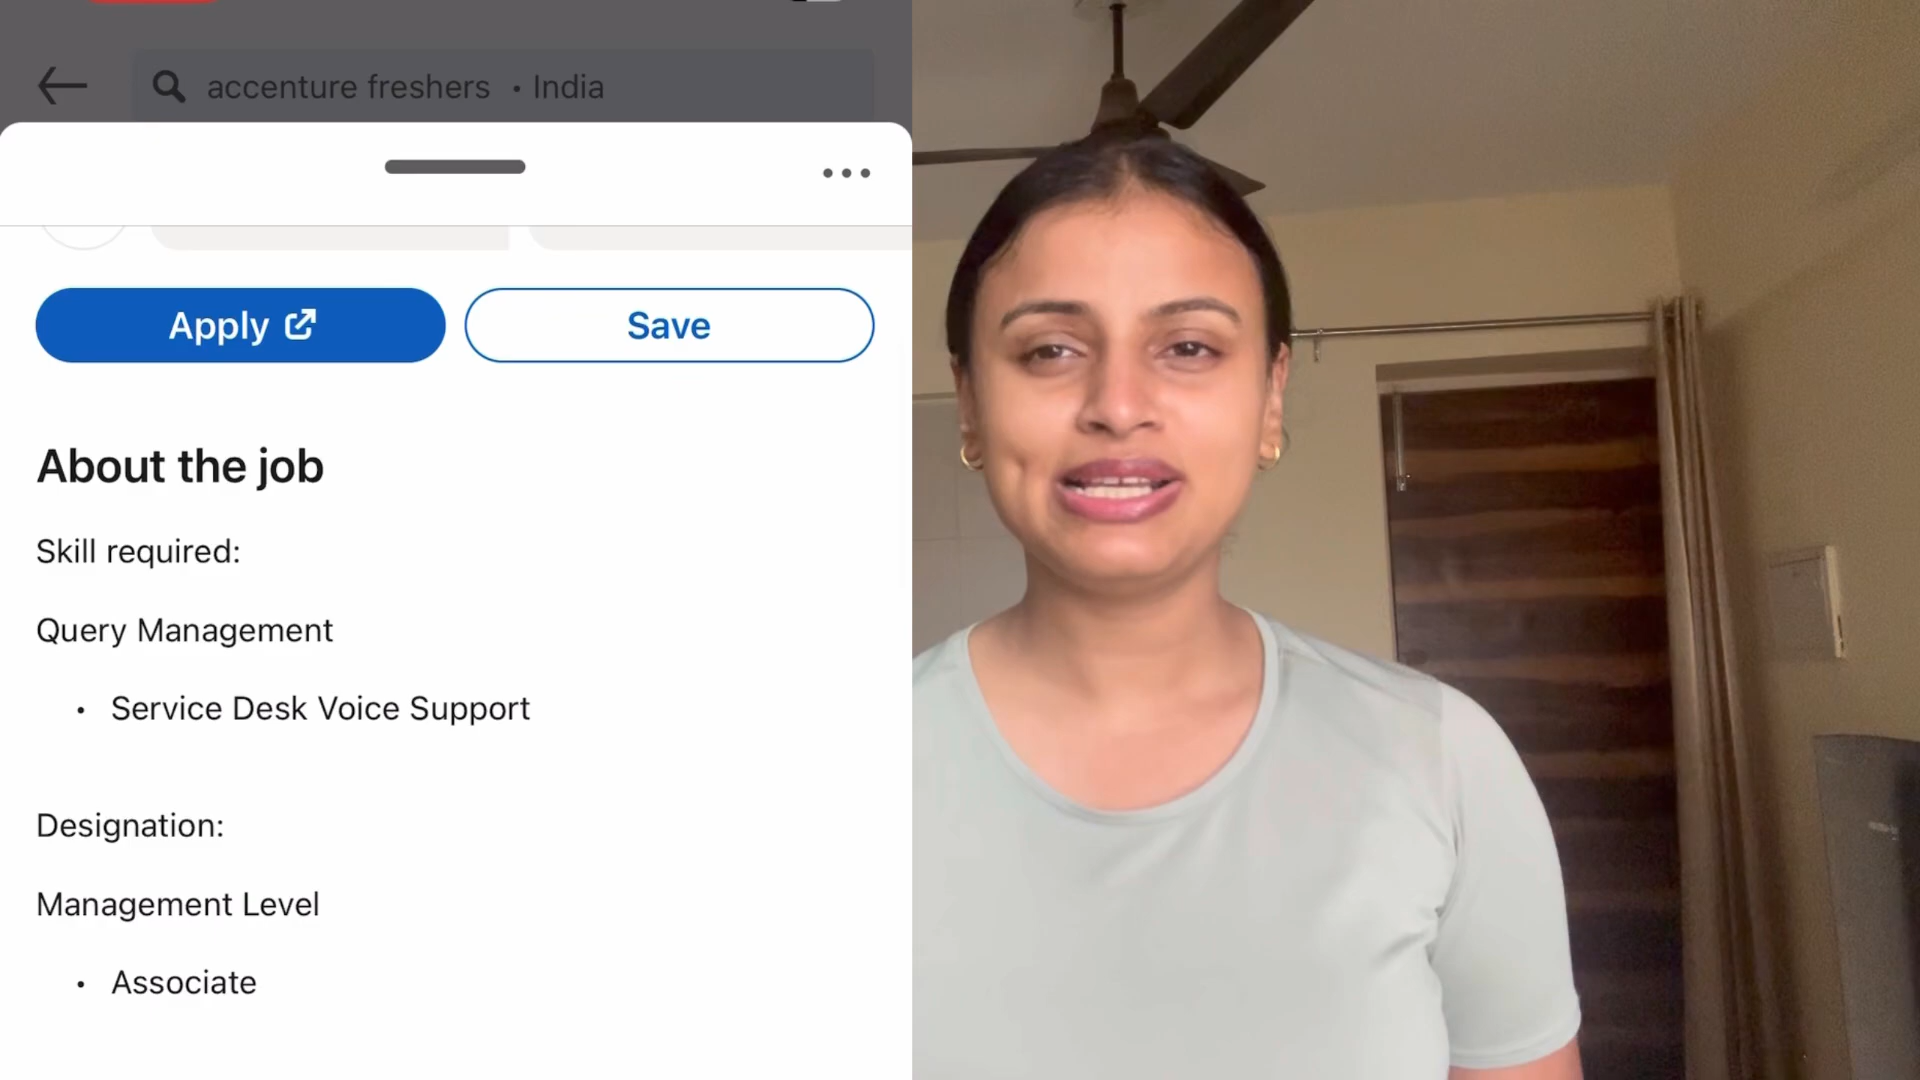 accenture freshers • India
Apply
Save
About the job
Skill required:
Query Management
• Service Desk Voice Support
Designation:
Management Level
• Associate